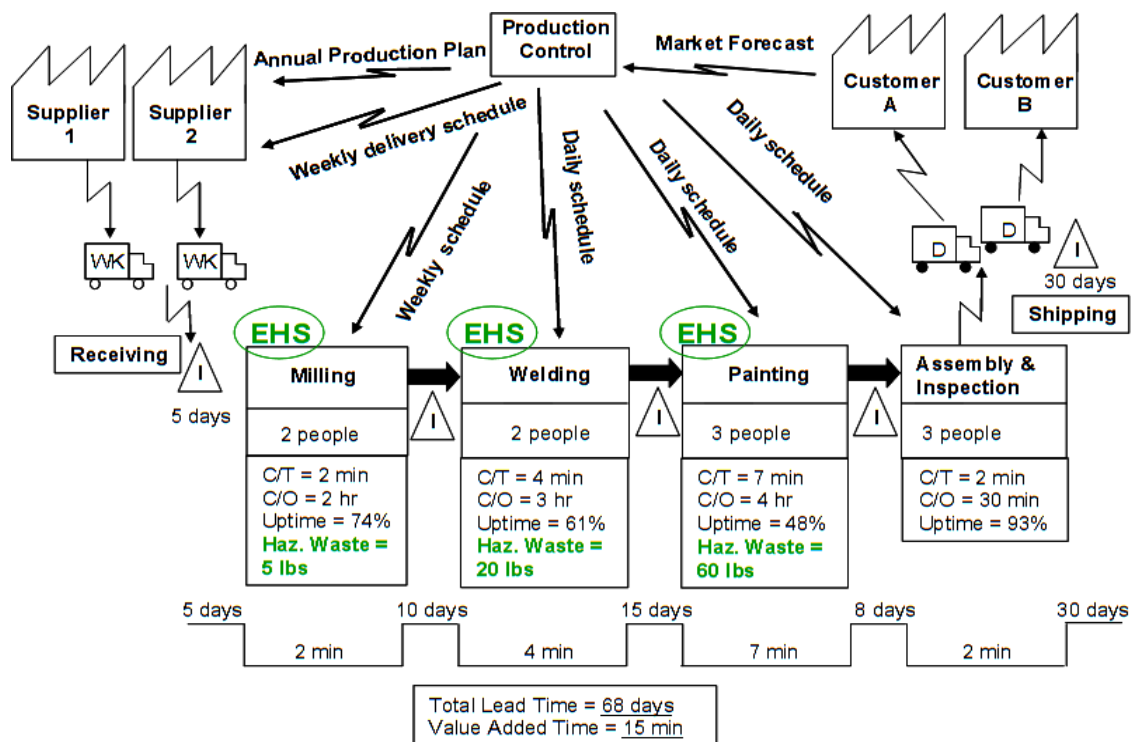 Supplier
1
Supplier
2
Annual Production Plan
Production
Control
Market Forecast
Customer
A
Customer
B
Weekly delivery schedule
Weekly schedule
Daily
schedule
Daily schedule
Daily
schedule
WK
WK
D
D
I
30 days
Shipping
Receiving
I
5 days
EHS
Milling
2 people
C/T = 2 min
C/O = 2 hr
Uptime = 74%
Haz. Waste =
5 lbs
I
EHS
Welding
2 people
C/T = 4 min
C/O = 3 hr
Uptime = 61%
Haz. Waste =
20 lbs
I
EHS
Painting
3 people
C/T = 7 min
C/O = 4 hr
Uptime = 48%
Haz. Waste =
60 lbs
I
Assembly &
Inspection
3 people
C/T = 2 min
C/O = 30 min
Uptime = 93%
5 days
10 days
15 days
8 days
30 days
2 min
4 min
7 min
2 min
Total Lead Time = 68 days
Value Added Time = 15 min